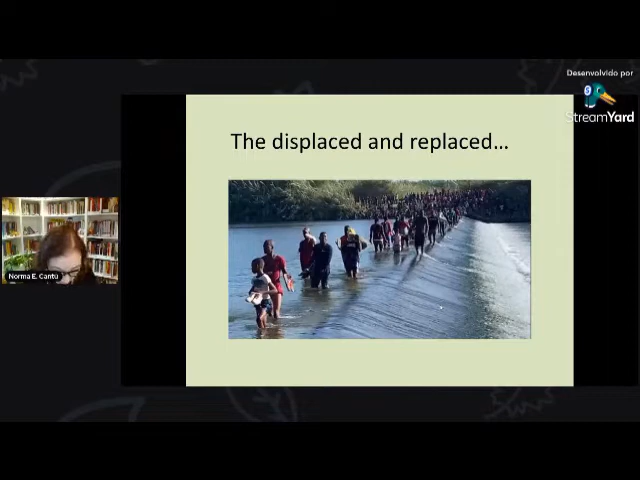 Desenvolvido por
StreamYard
The displaced and replaced...
Norma E. Cantú